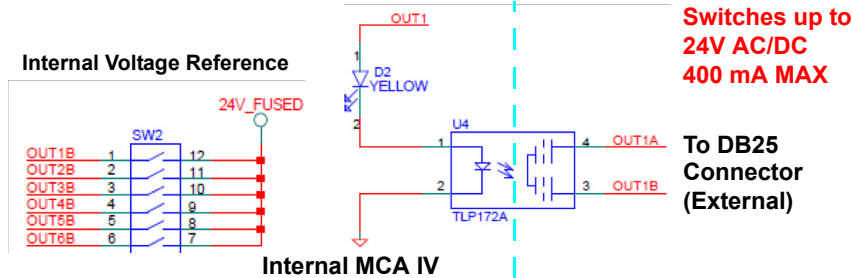 Internal Voltage Reference
24V_FUSED
SW2
OUT1B 1 12
OUT2B 2 11
OUT3B 3 10
OUT4B 4 9
OUT5B 5 8
OUT6B 6 7
OUT1
1
D2
YELLOW
2
U4
1 4 OUT1A
2 3 OUT1B
TLP172A
Switches up to
24V AC/DC
400 mA MAX
To DB25
Connector
(External)
Internal MCA IV